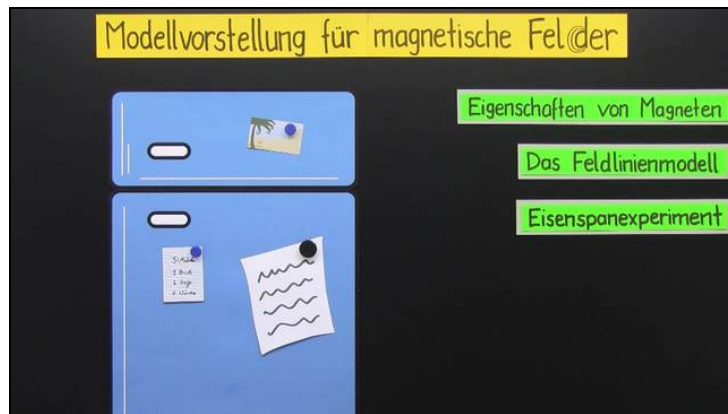 Modellvorstellung für magnetische Felder
Eigenschaften von Magneten
Das Feldlinienmodell
Eisenspanexperiment